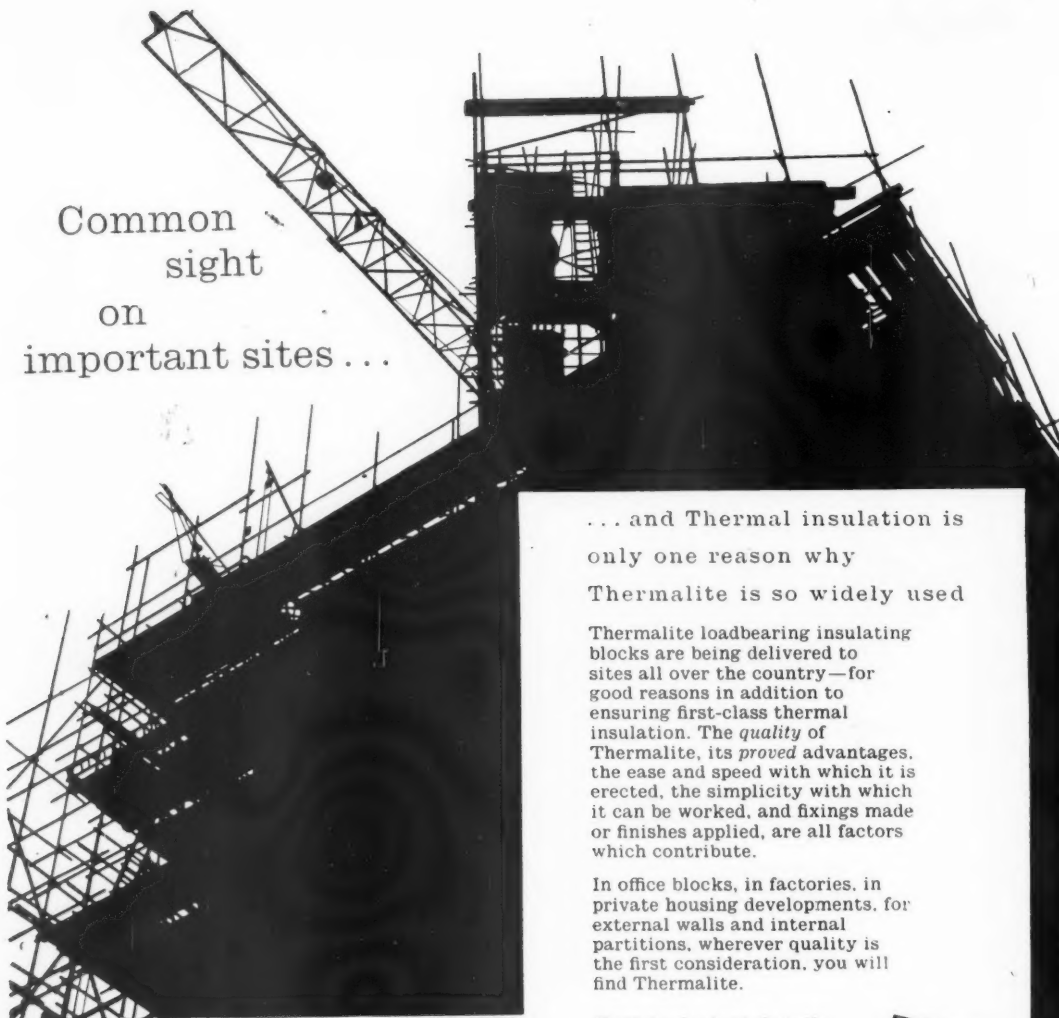 Common
sight
on
important sites ...
... and Thermal insulation is
only one reason why
Thermalite is so widely used
Thermalite loadbearing insulating
blocks are being delivered to
sites all over the country—for
good reasons in addition to
ensuring first-class thermal
insulation. The quality of
Thermalite, its proved advantages,
the ease and speed with which it is
erected, the simplicity with which
it can be worked, and fixings made
or finishes applied, are all factors
which contribute.
In office blocks, in factories, in
private housing developments, for
external walls and internal
partitions, wherever quality is
the first consideration, you will
find Thermalite.